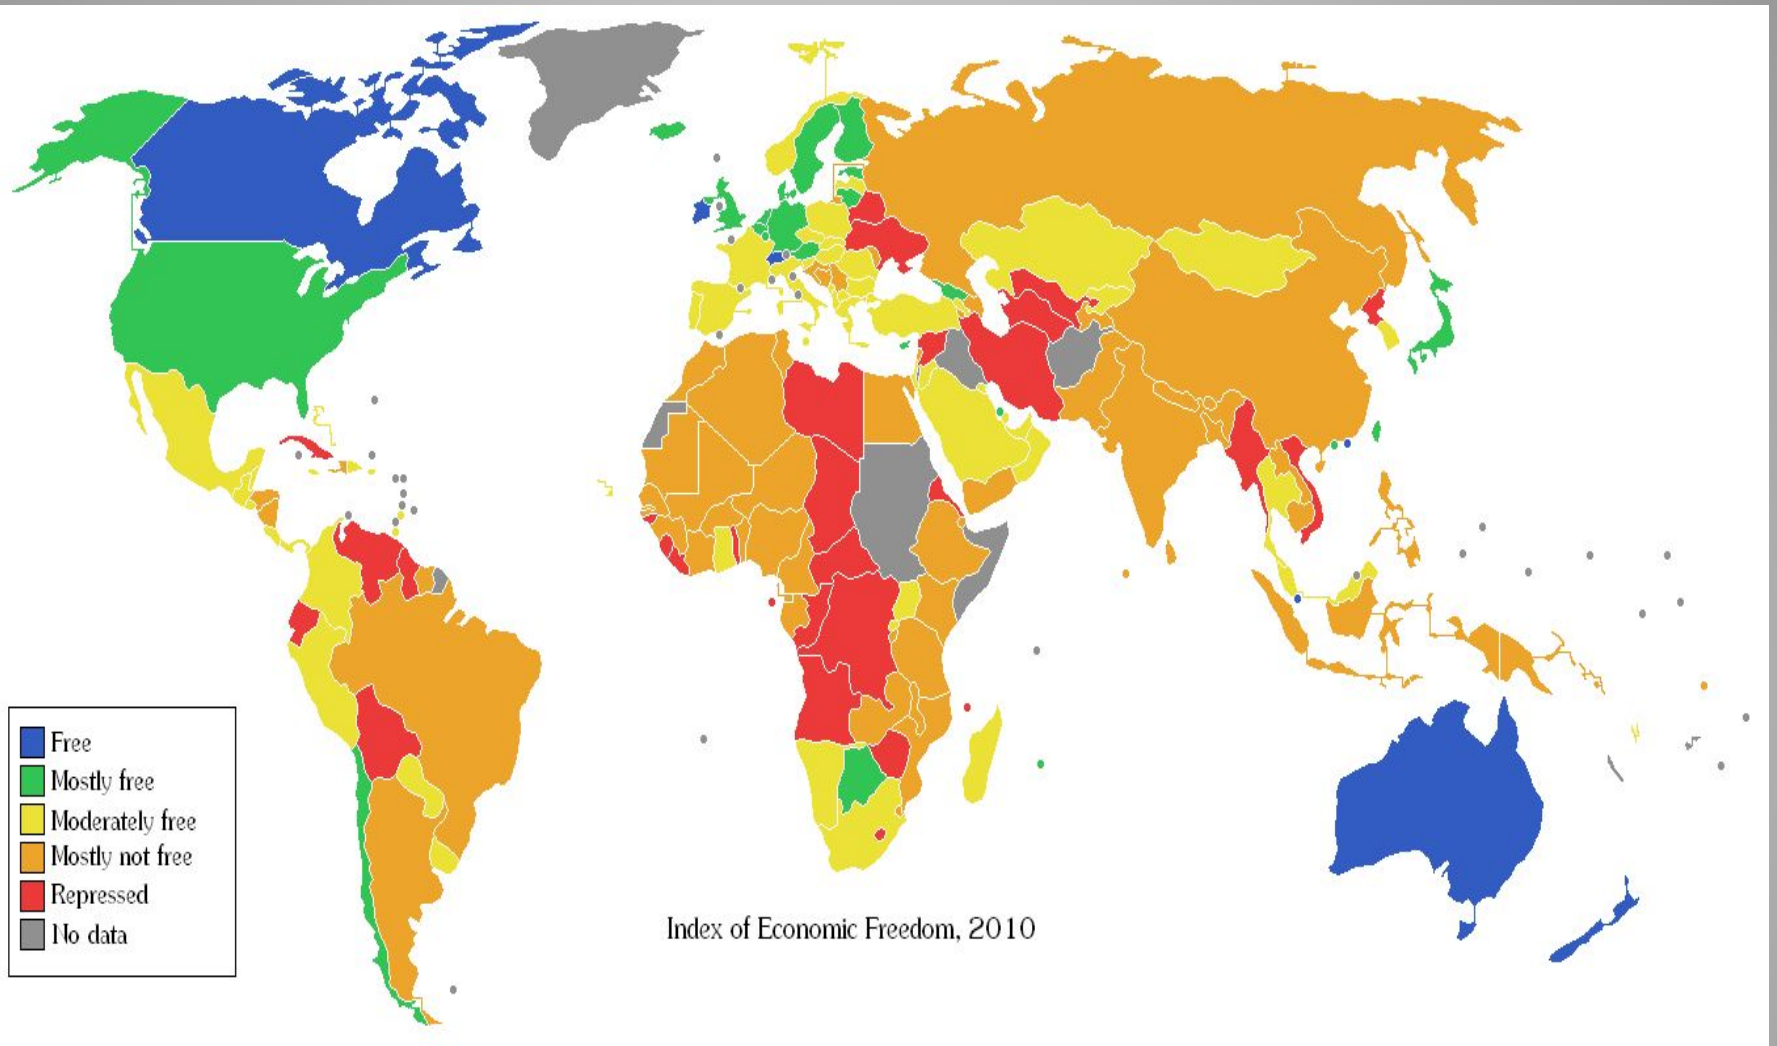 Free
Mostly free
Moderately free
Mostly not free
Repressed
No data
Index of Economic Freedom, 2010